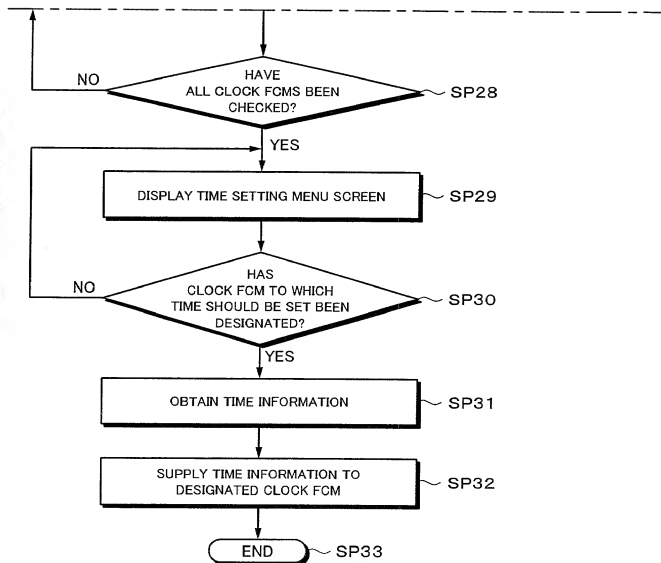 HAVE
ALL CLOCK FCMS BEEN
CHECKED?
NO
SP28
YES
DISPLAY TIME SETTING MENU SCREEN
SP29
HAS
CLOCK FCM TO WHICH
TIME SHOULD BE SET BEEN
DESIGNATED?
NO
SP30
YES
OBTAIN TIME INFORMATION
SP31
SUPPLY TIME INFORMATION TO
DESIGNATED CLOCK FCM
SP32
END
SP33